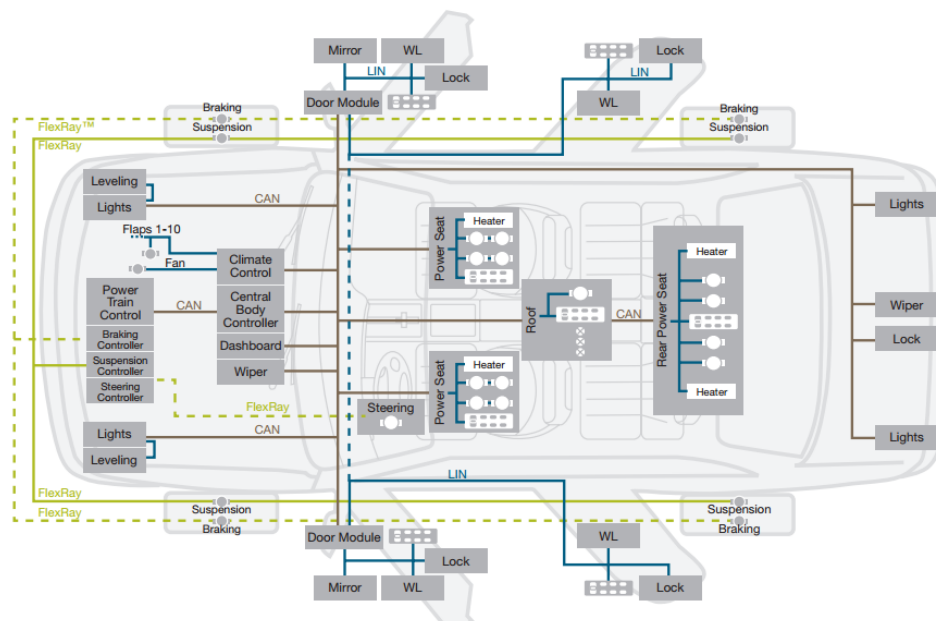 Mirror
WL
Lock
LIN
Door Module
WL
Lock
LIN
Braking
Suspension
FlexRay™
FlexRay
Braking
Suspension
Leveling
Lights
CAN
Flaps 1-10
Fan
Climate
Control
Power
Train
Control
CAN
Central
Body
Controller
Braking
Controller
Dashboard
Suspension
Controller
Wiper
Steering
Controller
FlexRay
Steering
Power Seat
Heater
Power Seat
Heater
Roof
CAN
Rear Power Seat
Heater
Heater
Lights
Wiper
Lock
Lights
Lights
CAN
Leveling
FlexRay
FlexRay
Suspension
Braking
LIN
Suspension
Braking
Door Module
Lock
Mirror
WL
WL
Lock